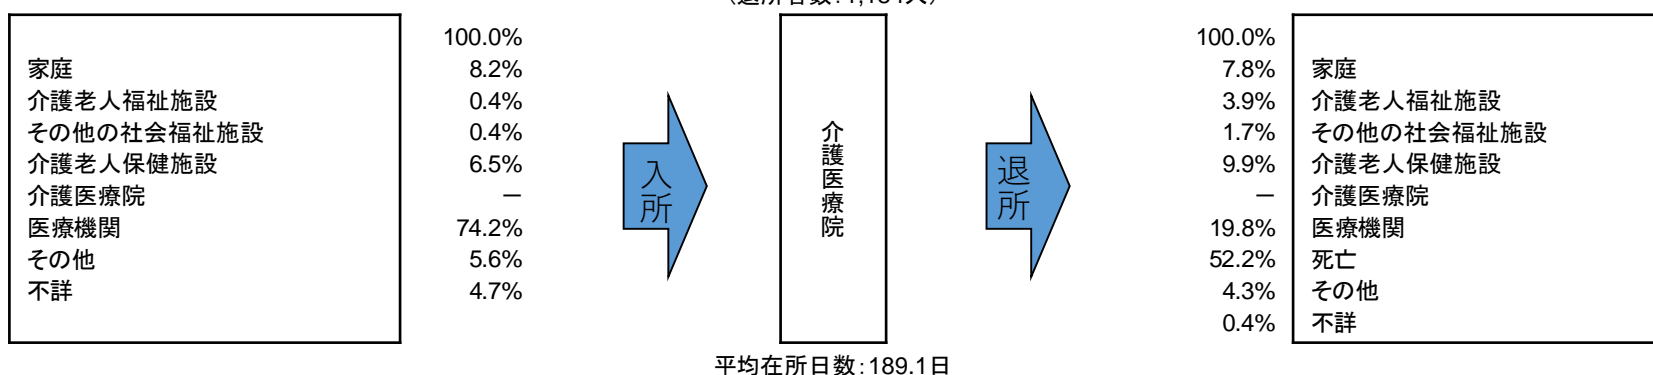 100.0%
家庭 8.2%
介護老人福祉施設 0.4%
その他の社会福祉施設 0.4%
介護老人保健施設 6.5%
介護医療院 －
医療機関 74.2%
その他 5.6%
不詳 4.7%
入所
介護医療院
退所
100.0%
7.8% 家庭
3.9% 介護老人福祉施設
1.7% その他の社会福祉施設
9.9% 介護老人保健施設
－ 介護医療院
19.8% 医療機関
52.2% 死亡
4.3% その他
0.4% 不詳
平均在所日数：189.1日